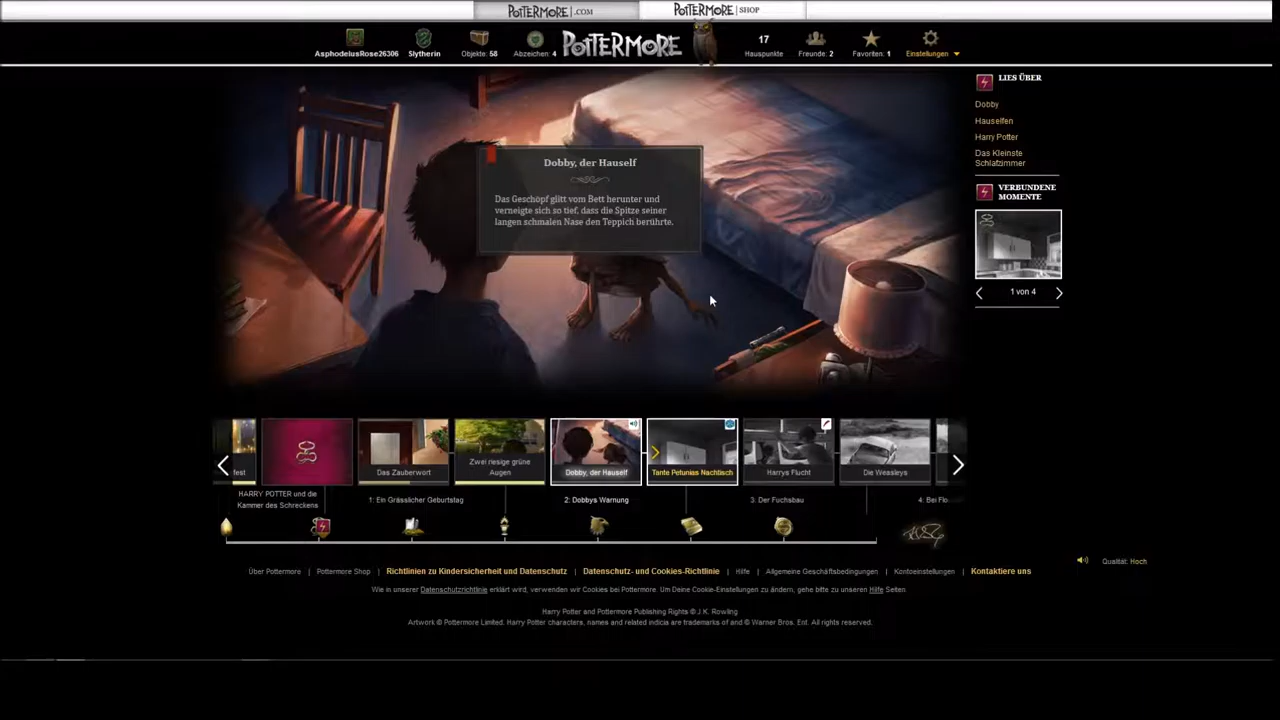 POTTERMORE .COM
POTTERMORE SHOP
AsphodelusRose26306
Slytherin
Objekte: 58
Abzeichen: 4
POTTERMORE
17
Hauspunkte
Freunde: 2
Favoriten: 1
Einstellungen
LIES ÜBER
Dobby
Hauselfen
Harry Potter
Das Kleinste
Schlafzimmer
VERBUNDENE
MOMENTE
1 von 4
Dobby, der Hauself
Das Geschöpf glitt vom Bett herunter und
verneigte sich so tief, dass die Spitze seiner
langen schmalen Nase den Teppich berührte.
fest
Das Zauberwort
Zwei riesige grüne
Augen
Dobby, der Hauself
Tante Petunias Nachtisch
Harrys Flucht
Die Weasleys
HARRY POTTER und die
Kammer des Schreckens
1: Ein Grässlicher Geburtstag
2: Dobbys Warnung
3: Der Fuchsbau
4: Bei Flo
Qualität: Hoch
Über Pottermore | Pottermore Shop | Richtlinien zu Kindersicherheit und Datenschutz | Datenschutz- und Cookies-Richtlinie | Hilfe | Allgemeine Geschäftsbedingungen | Kontoeinstellungen | Kontaktiere uns
Wie in unserer Datenschutzrichtlinie erklärt wird, verwenden wir Cookies bei Pottermore. Um Deine Cookie-Einstellungen zu ändern, gehe bitte zu unseren Hilfe Seiten
Harry Potter and Pottermore Publishing Rights © J.K. Rowling
Artwork © Pottermore Limited. Harry Potter characters, names and related indicia are trademarks of and © Warner Bros. Ent. All rights reserved.